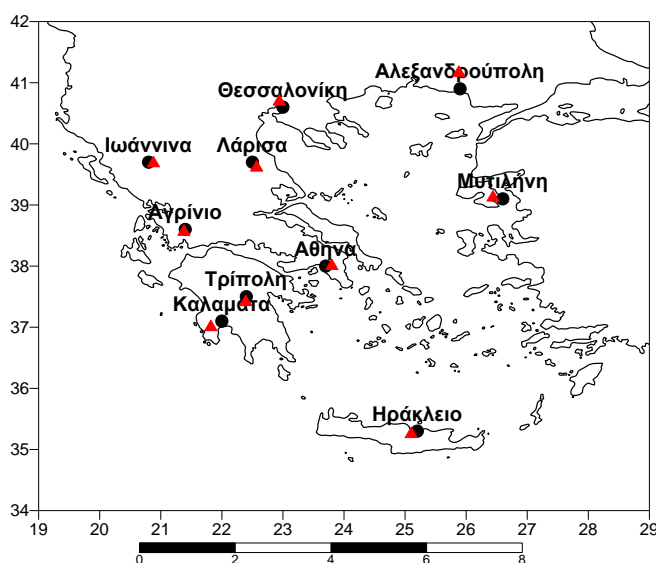 42
41
40
39
38
37
36
35
34
Αλεξανδρούπολη
Θεσσαλονίκη
Ιωάννινα
Λάρισα
Μυτιλήνη
Αγρίνιο
Αθήνα
Τρίπολη
Καλαμάτα
Ηράκλειο
19 20 21 22 23 24 25 26 27 28 29
0 2 4 6 8